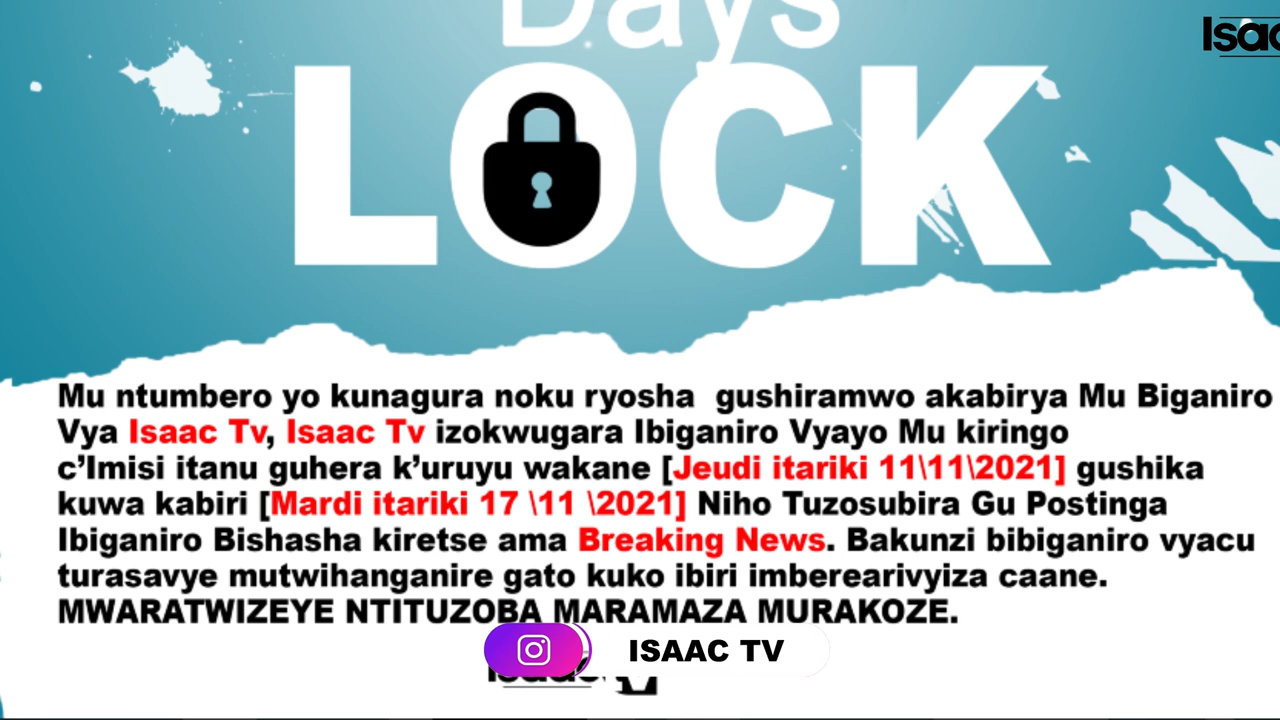 Days
LOCK
Mu ntumbero yo kunagura noku ryosha gushiramwo akabirya Mu Biganiro
Vya Isaac Tv, Isaac Tv izokwugara Ibiganiro Vyayo Mu kiringo
c’Imisi itanu guhera k’uruyu wakane [Jeudi itariki 11\11\2021] gushika
kuwa kabiri [Mardi itariki 17 \11 \2021] Niho Tuzosubira Gu Postinga
Ibiganiro Bishasha kiretse ama Breaking News. Bakunzi bibiganiro vyacu
turasavye mutwihanganire gato kuko ibiri imberearivyiza caane.
MWARATWIZEYE NTITUZOBA MARAMAZA MURAKOZE.
ISAAC TV